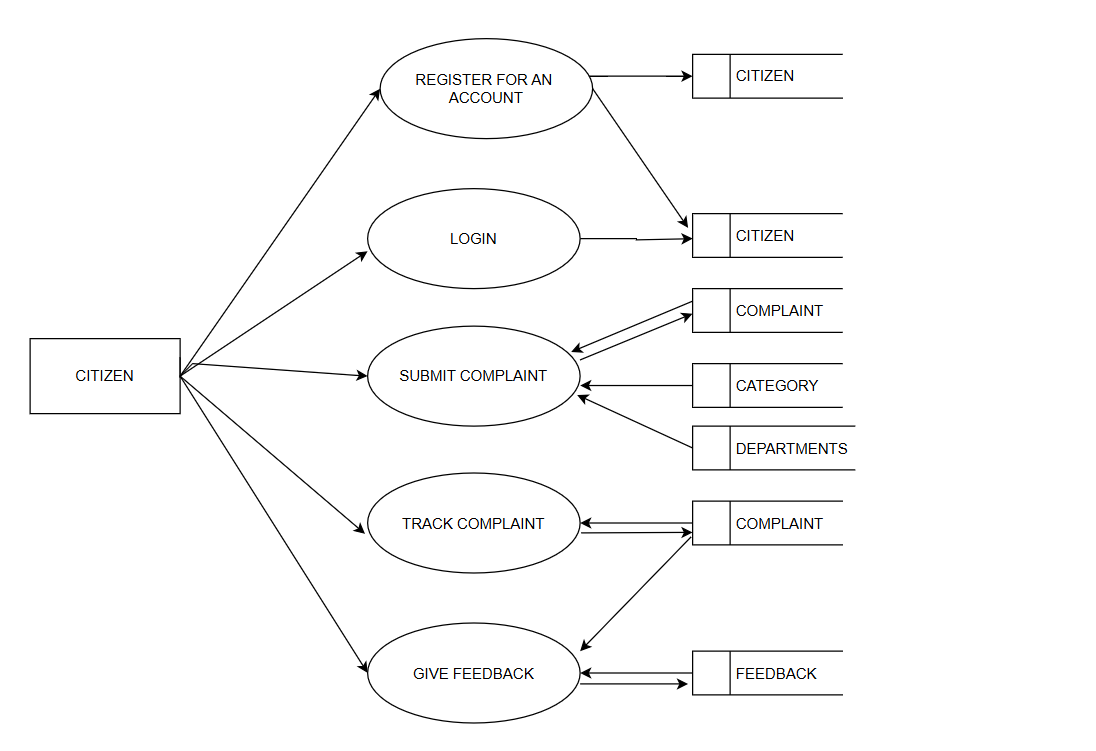 REGISTER FOR AN
ACCOUNT
CITIZEN
LOGIN
CITIZEN
COMPLAINT
CITIZEN
SUBMIT COMPLAINT
CATEGORY
DEPARTMENTS
TRACK COMPLAINT
COMPLAINT
GIVE FEEDBACK
FEEDBACK